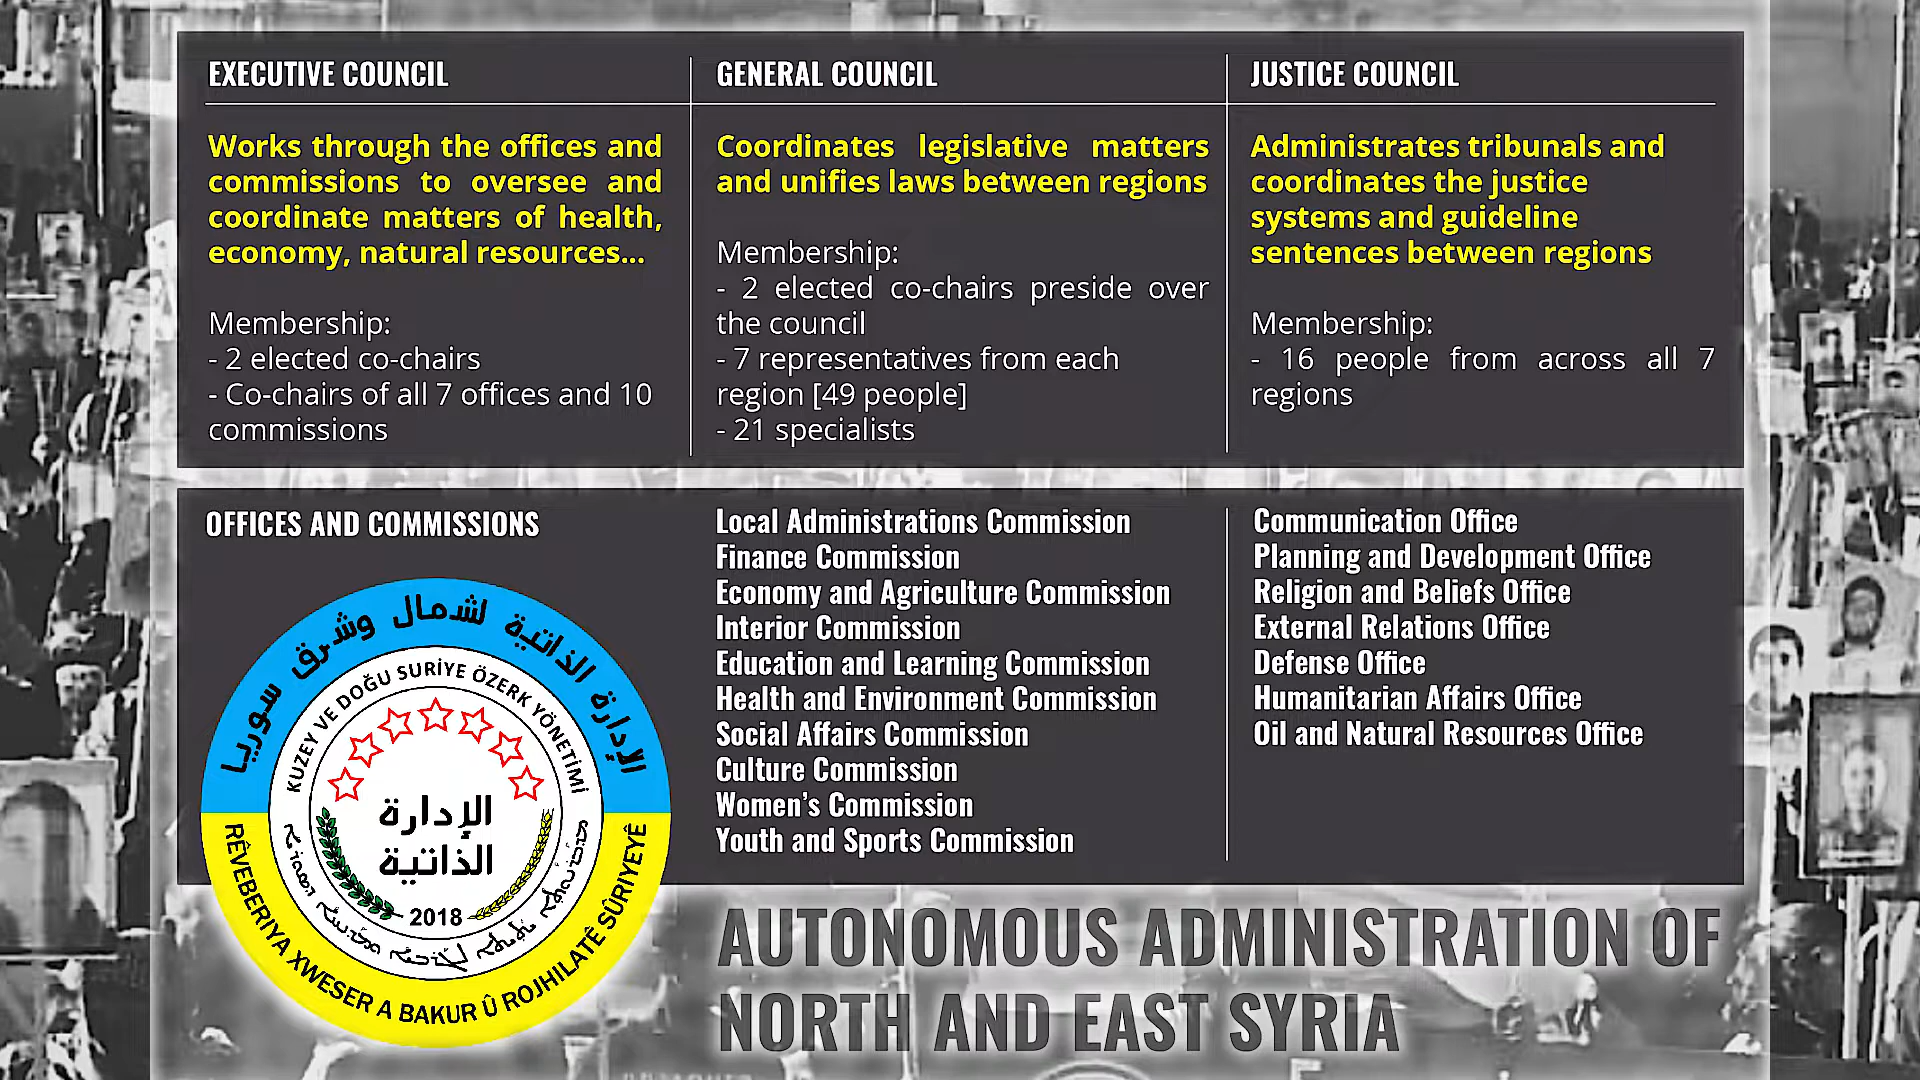 EXECUTIVE COUNCIL
Works through the offices and
commissions to oversee and
coordinate matters of health,
economy, natural resources...
Membership:
- 2 elected co-chairs
- Co-chairs of all 7 offices and 10
commissions
GENERAL COUNCIL
Coordinates legislative matters
and unifies laws between regions
Membership:
- 2 elected co-chairs preside over
the council
- 7 representatives from each
region [49 people]
- 21 specialists
JUSTICE COUNCIL
Administrates tribunals and
coordinates the justice
systems and guideline
sentences between regions
Membership:
- 16 people from across all 7
regions
OFFICES AND COMMISSIONS
الإدارة الذاتية لشمال وشرق سوريا
KUZEY VE DOĞU SURİYE ÖZERK YÖNETİMİ
الإدارة
الذاتية
2018
RÊVEBERIYA XWESER A BAKUR Û ROJHILATÊ SÛRIYEYÊ
Local Administrations Commission
Finance Commission
Economy and Agriculture Commission
Interior Commission
Education and Learning Commission
Health and Environment Commission
Social Affairs Commission
Culture Commission
Women's Commission
Youth and Sports Commission
Communication Office
Planning and Development Office
Religion and Beliefs Office
External Relations Office
Defense Office
Humanitarian Affairs Office
Oil and Natural Resources Office
AUTONOMOUS ADMINISTRATION OF
NORTH AND EAST SYRIA